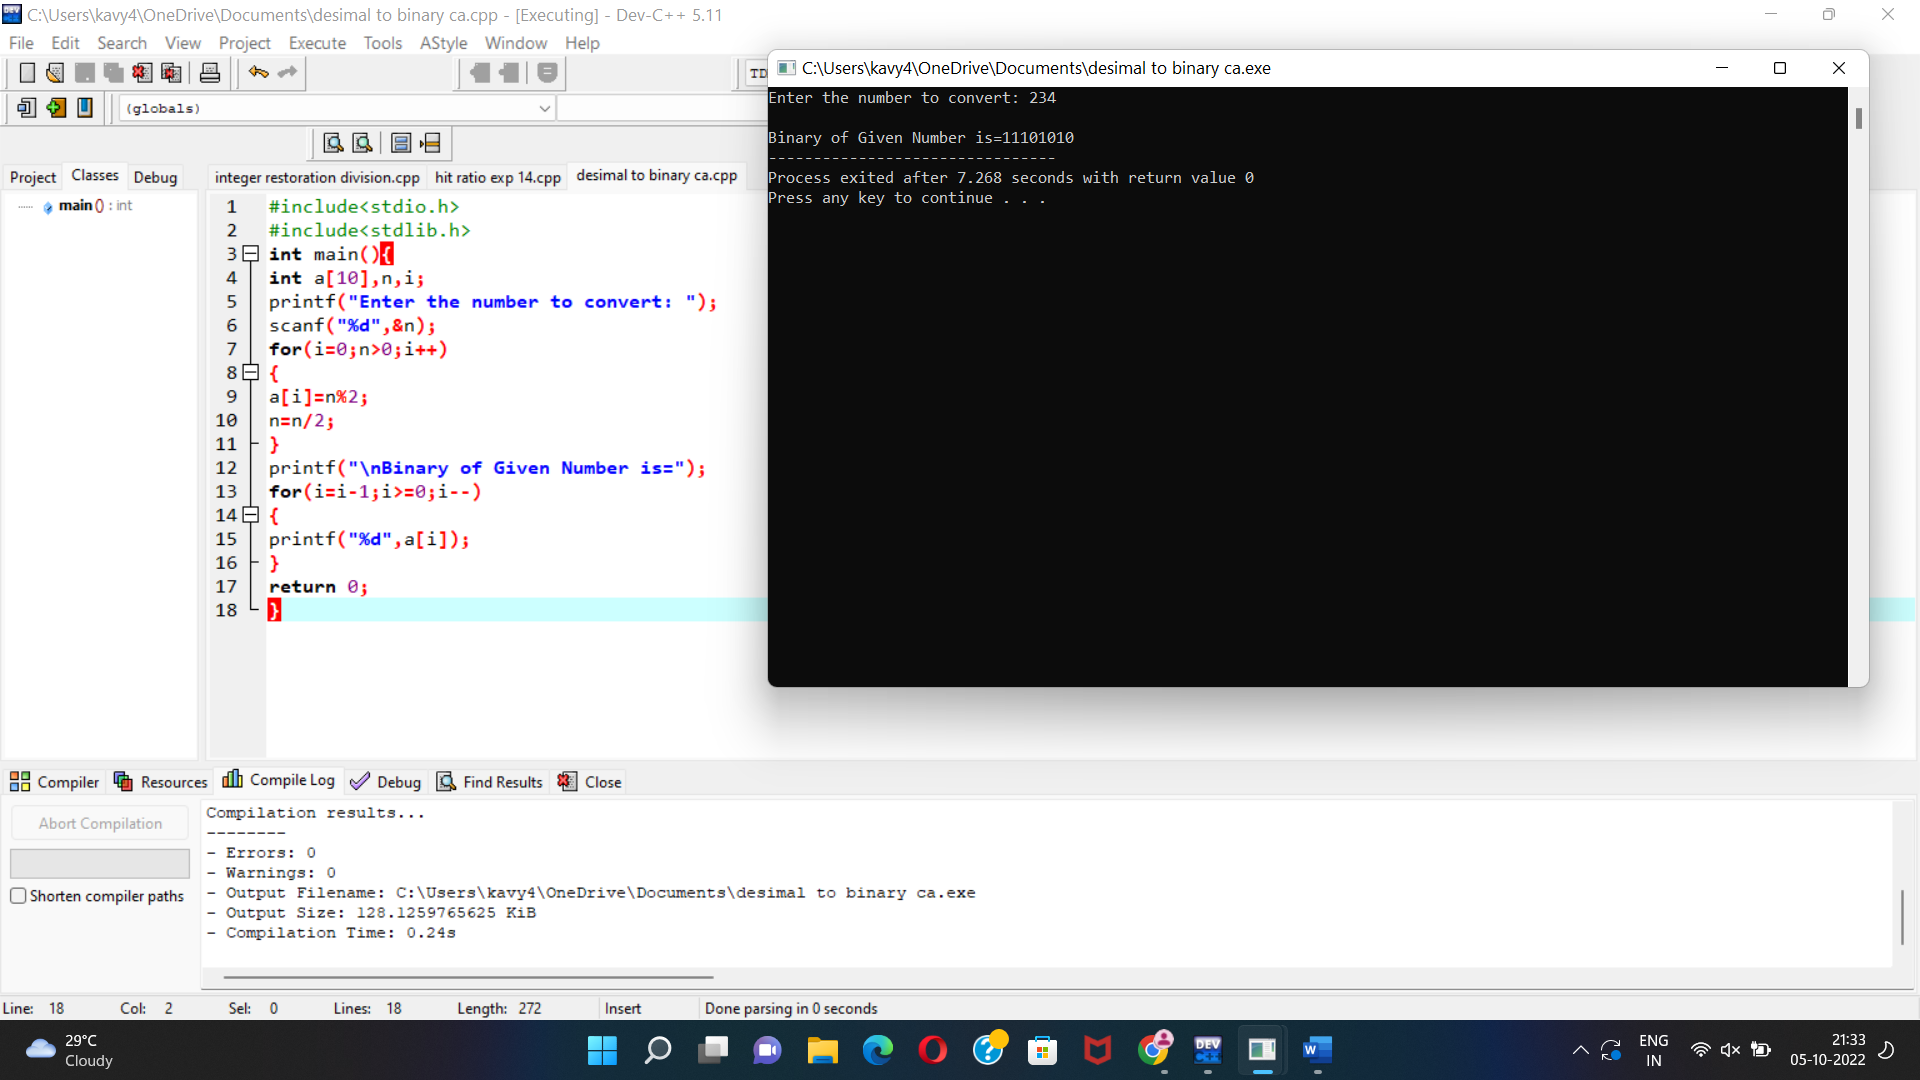 C:\Users\kavy4\OneDrive\Documents\desimal to binary ca.cpp - [Executing] - Dev-C++ 5.11
File Edit Search View Project Execute Tools AStyle Window Help
TD
(globals)
Project Classes Debug
main () : int
integer restoration division.cpp hit ratio exp 14.cpp desimal to binary ca.cpp
1 #include<stdio.h>
2 #include<stdlib.h>
3 int main(){
4 int a[10],n,i;
5 printf("Enter the number to convert: ");
6 scanf("%d",&n);
7 for(i=0;n>0;i++)
8 {
9 a[i]=n%2;
10 n=n/2;
11 }
12 printf("\nBinary of Given Number is=");
13 for(i=i-1;i>=0;i--)
14 {
15 printf("%d",a[i]);
16 }
17 return 0;
18 }
C:\Users\kavy4\OneDrive\Documents\desimal to binary ca.exe
Enter the number to convert: 234
Binary of Given Number is=11101010
--------------------------------
Process exited after 7.268 seconds with return value 0
Press any key to continue . . .
Compiler Resources Compile Log Debug Find Results Close
Abort Compilation
Shorten compiler paths
Compilation results...
--------
- Errors: 0
- Warnings: 0
- Output Filename: C:\Users\kavy4\OneDrive\Documents\desimal to binary ca.exe
- Output Size: 128.1259765625 KiB
- Compilation Time: 0.24s
Line: 18 Col: 2 Sel: 0 Lines: 18 Length: 272 Insert Done parsing in 0 seconds
29°C
Cloudy
DEV
C++
W
ENG
IN
21:33
05-10-2022